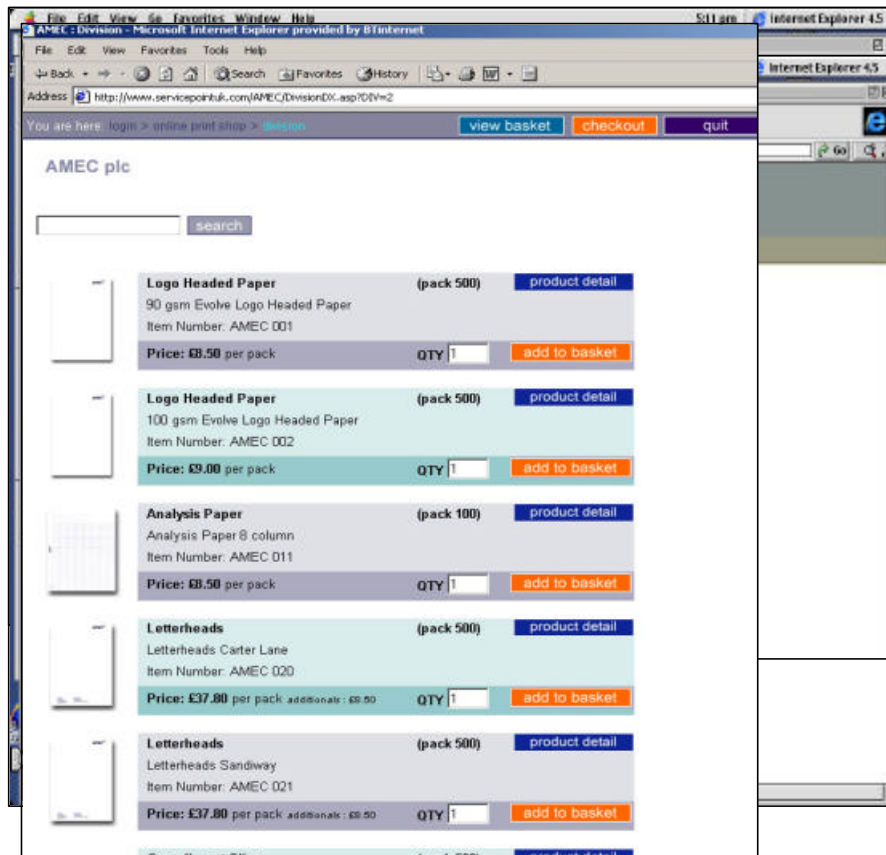 File Edit View Go Favorites Window Help 5:11 pm Internet Explorer 4.5
AMEC : Division - Microsoft Internet Explorer provided by BTinternet
File Edit View Favorites Tools Help
Internet Explorer 4.5
Back Search Favorites History
Address http://www.servicepointuk.com/AMEC/DivisionDX.asp?DIV=2
You are here: login > online print shop > division view basket checkout quit
Go
AMEC plc
search
Logo Headed Paper (pack 500) product detail
90 gsm Evolve Logo Headed Paper
Item Number: AMEC 001
Price: £8.50 per pack QTY 1 add to basket
Logo Headed Paper (pack 500) product detail
100 gsm Evolve Logo Headed Paper
Item Number: AMEC 002
Price: £9.00 per pack QTY 1 add to basket
Analysis Paper (pack 100) product detail
Analysis Paper 8 column
Item Number: AMEC 011
Price: £8.50 per pack QTY 1 add to basket
Letterheads (pack 500) product detail
Letterheads Carter Lane
Item Number: AMEC 020
Price: £37.80 per pack additionals : £9.50 QTY 1 add to basket
Letterheads (pack 500) product detail
Letterheads Sandiway
Item Number: AMEC 021
Price: £37.80 per pack additionals : £9.50 QTY 1 add to basket